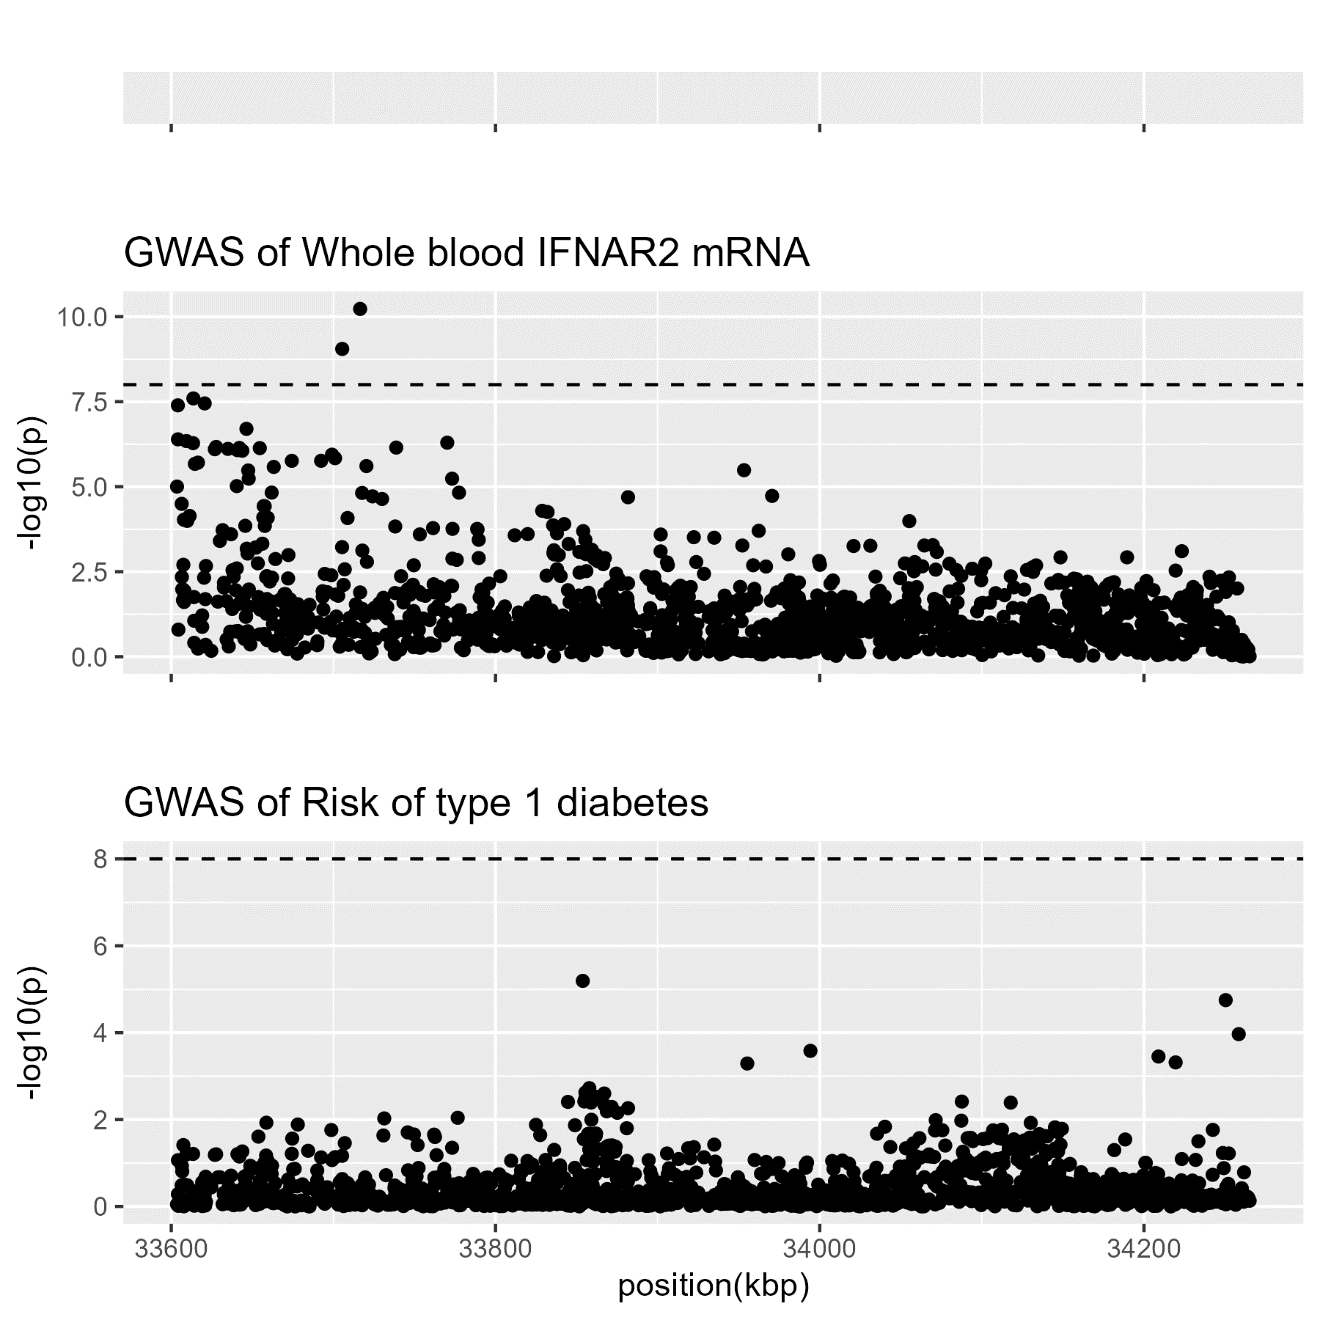 GWAS of Whole blood IFNAR2 mRNA
10.0
7.5
5.0
2.5
0.0
-log10(p)
GWAS of Risk of type 1 diabetes
8
6
4
2
0
-log10(p)
33600 33800 34000 34200
position(kbp)